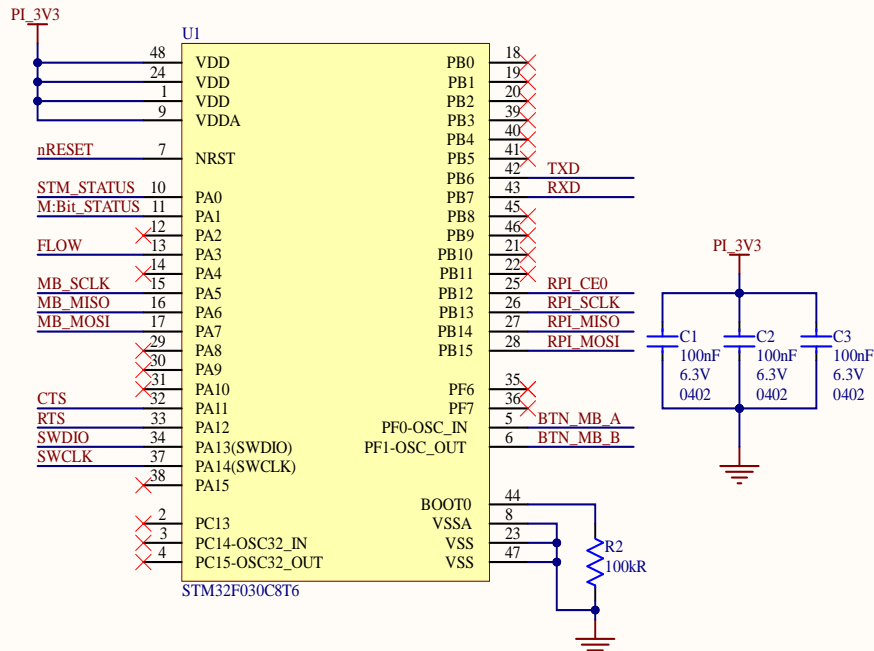 PI_3V3
U1
48 VDD
24 VDD
1 VDD
9 VDDA
nRESET 7 NRST
STM_STATUS 10 PA0
M:Bit_STATUS 11 PA1
12 PA2
FLOW 13 PA3
14 PA4
MB_SCLK 15 PA5
MB_MISO 16 PA6
MB_MOSI 17 PA7
29 PA8
30 PA9
31 PA10
CTS 32 PA11
RTS 33 PA12
SWDIO 34 PA13(SWDIO)
SWCLK 37 PA14(SWCLK)
38 PA15
2 PC13
3 PC14-OSC32_IN
4 PC15-OSC32_OUT
STM32F030C8T6
PB0 18
PB1 19
PB2 20
PB3 39
PB4 40
PB5 41
PB6 42 TXD
PB7 43 RXD
PB8 45
PB9 46
PB10 21
PB11 22
PB12 25 RPI_CE0
PB13 26 RPI_SCLK
PB14 27 RPI_MISO
PB15 28 RPI_MOSI
PF6 35
PF7 36
PF0-OSC_IN 5 BTN_MB_A
PF1-OSC_OUT 6 BTN_MB_B
BOOT0 44
VSSA 8
VSS 23
VSS 47
R2
100kR
PI_3V3
C1
100nF
6.3V
0402
C2
100nF
6.3V
0402
C3
100nF
6.3V
0402